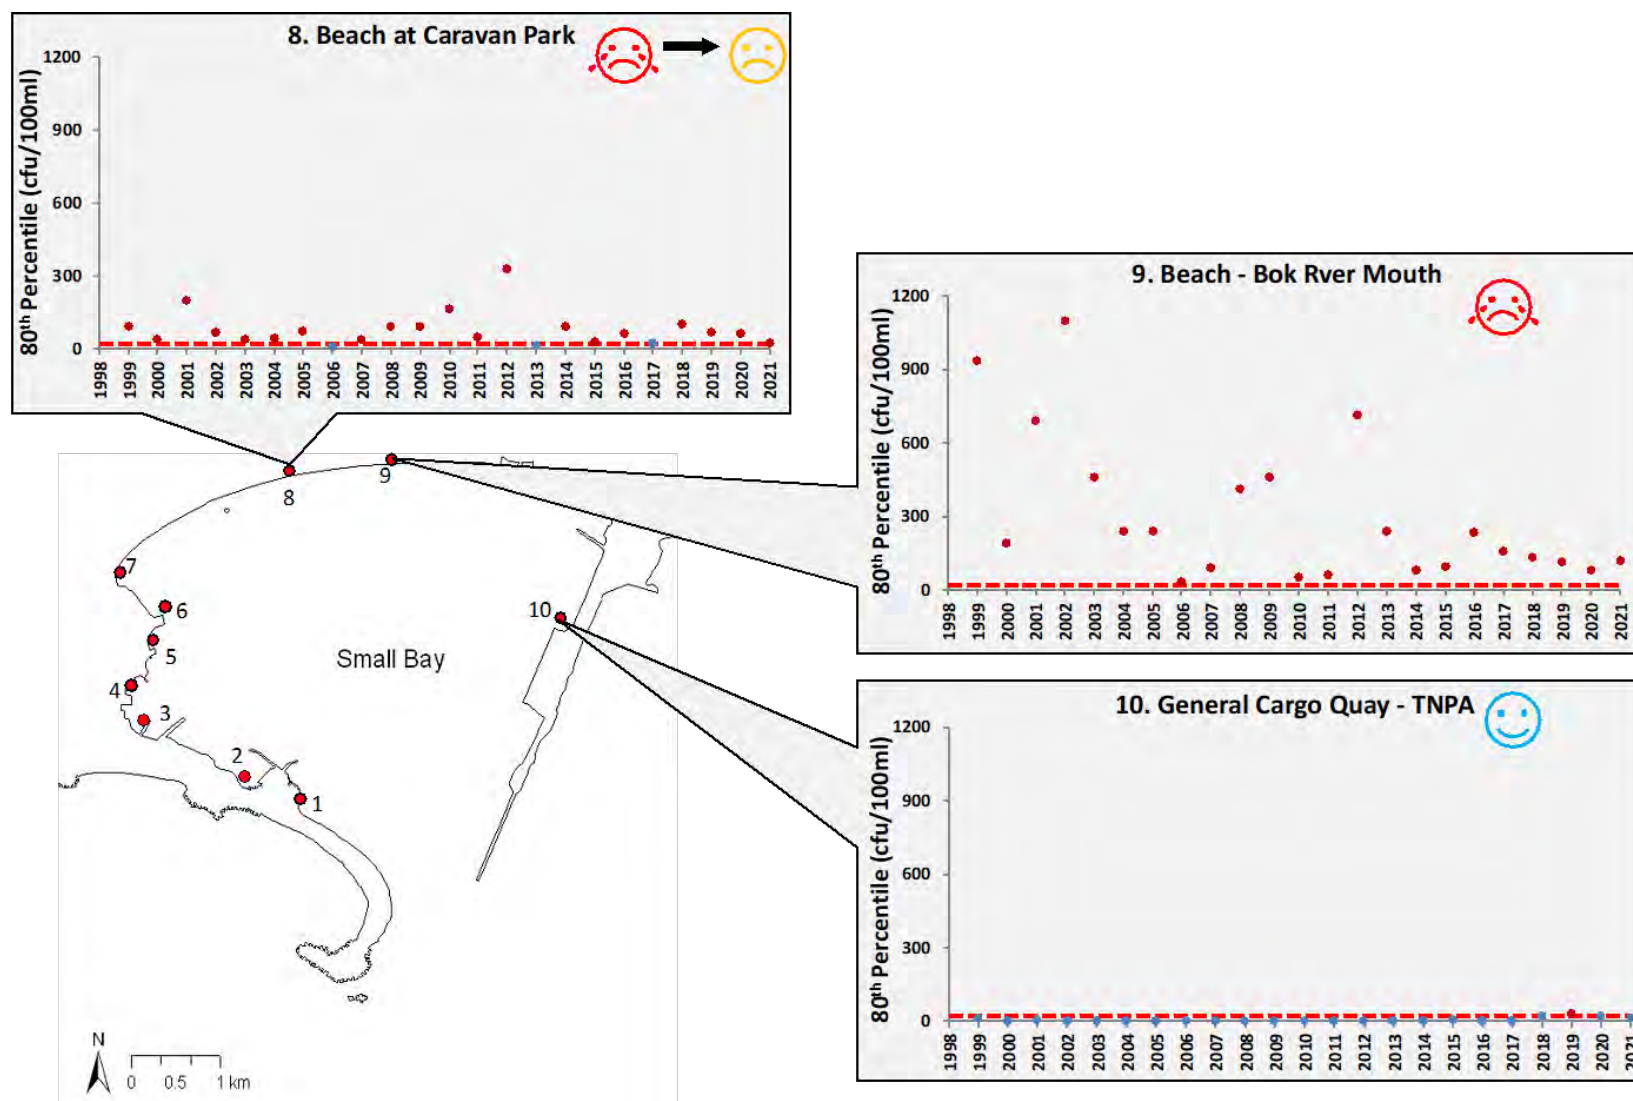 8. Beach at Caravan Park
80th Percentile (cfu/100ml)
1200
900
600
300
0
1998 1999 2000 2001 2002 2003 2004 2005 2006 2007 2008 2009 2010 2011 2012 2013 2014 2015 2016 2017 2018 2019 2020 2021
9. Beach - Bok Rver Mouth
80th Percentile (cfu/100ml)
1200
900
600
300
0
1998 1999 2000 2001 2002 2003 2004 2005 2006 2007 2008 2009 2010 2011 2012 2013 2014 2015 2016 2017 2018 2019 2020 2021
8
9
7
6
10
5
Small Bay
4
3
2
1
10. General Cargo Quay - TNPA
80th Percentile (cfu/100ml)
1200
900
600
300
0
1998 1999 2000 2001 2002 2003 2004 2005 2006 2007 2008 2009 2010 2011 2012 2013 2014 2015 2016 2017 2018 2019 2020 2021
N
0 0.5 1 km